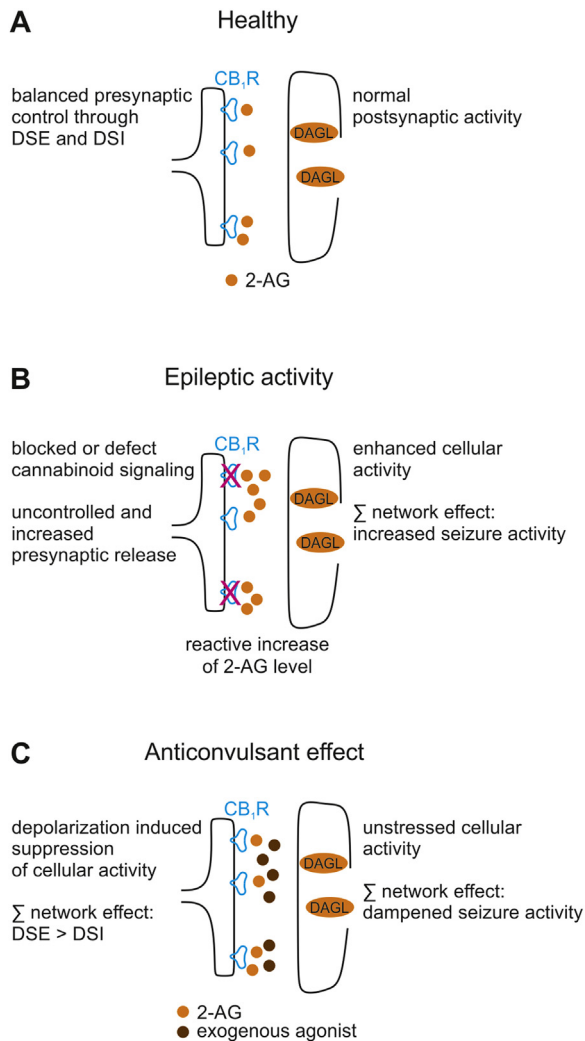 A
Healthy
CB₁R
balanced presynaptic
control through
DSE and DSI
normal
postsynaptic activity
DAGL
DAGL
2-AG
B
Epileptic activity
CB₁R
blocked or defect
cannabinoid signaling
uncontrolled and
increased
presynaptic release
enhanced cellular
activity
∑ network effect:
increased seizure activity
DAGL
DAGL
reactive increase
of 2-AG level
C
Anticonvulsant effect
CB₁R
depolarization induced
suppression
of cellular activity
∑ network effect:
DSE > DSI
unstressed cellular
activity
∑ network effect:
dampened seizure activity
DAGL
DAGL
2-AG
exogenous agonist